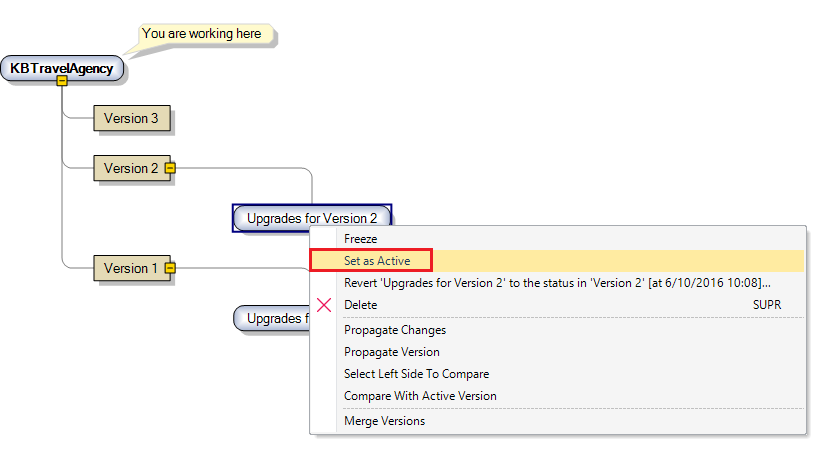 You are working here
KBTravelAgency
Version 3
Version 2
Upgrades for Version 2
Freeze
Set as Active
Version 1
Revert 'Upgrades for Version 2' to the status in 'Version 2' [at 6/10/2016 10:08]...
Delete SUPR
Upgrades f
Propagate Changes
Propagate Version
Select Left Side To Compare
Compare With Active Version
Merge Versions